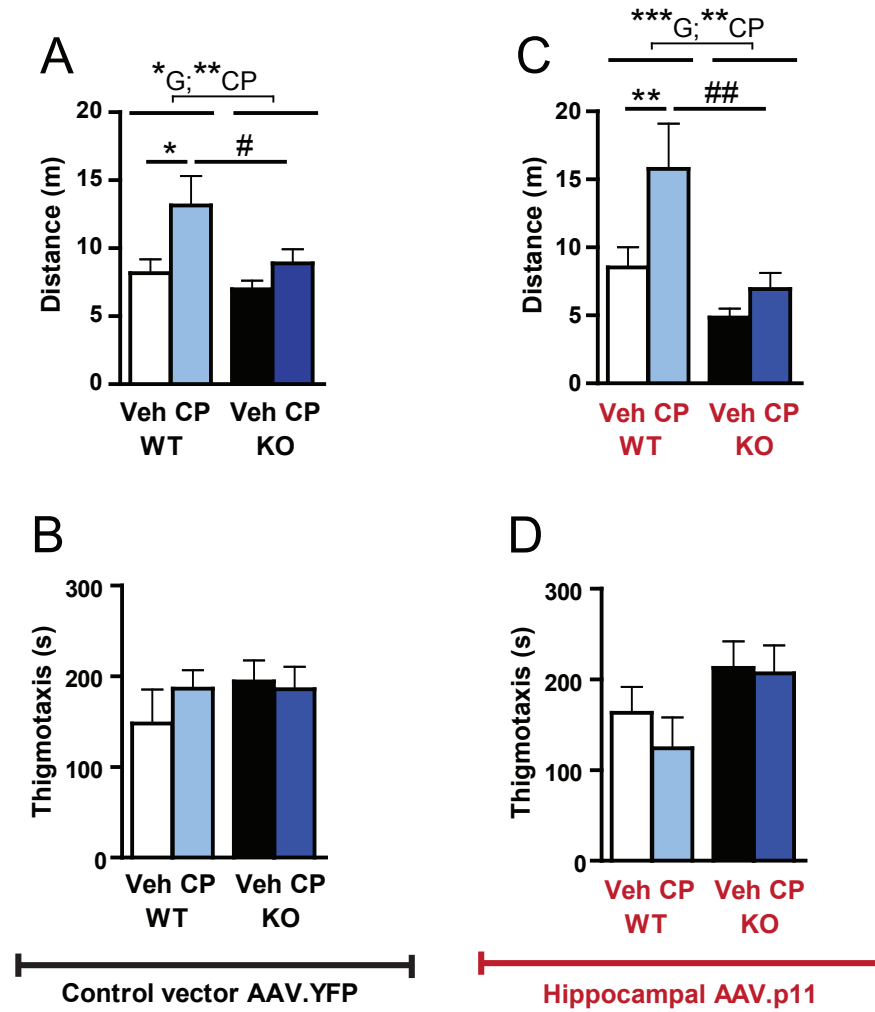 A
*G;**CP
* #
Distance (m)
20
15
10
5
0
Veh CP Veh CP
WT KO
C
***G;**CP
** ##
Distance (m)
20
15
10
5
0
Veh CP Veh CP
WT KO
B
Thigmotaxis (s)
300
200
100
0
Veh CP Veh CP
WT KO
Control vector AAV.YFP
D
Thigmotaxis (s)
300
200
100
0
Veh CP Veh CP
WT KO
Hippocampal AAV.p11